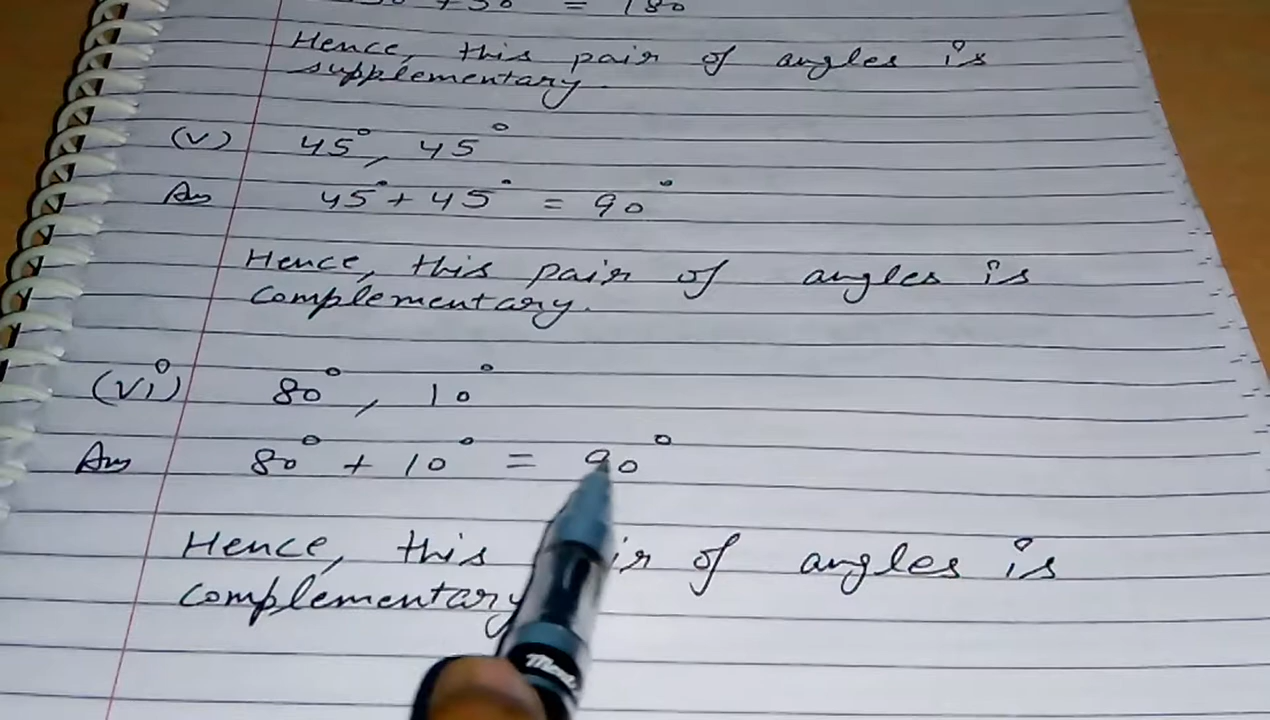 = 180
Hence, this pair of angles is
supplementary.
(v) 45°, 45°
Ans 45° + 45° = 90°
Hence, this pair of angles is
complementary.
(vi) 80°, 10°
Ans 80° + 10° = 90°
Hence, this of angles is
complementary